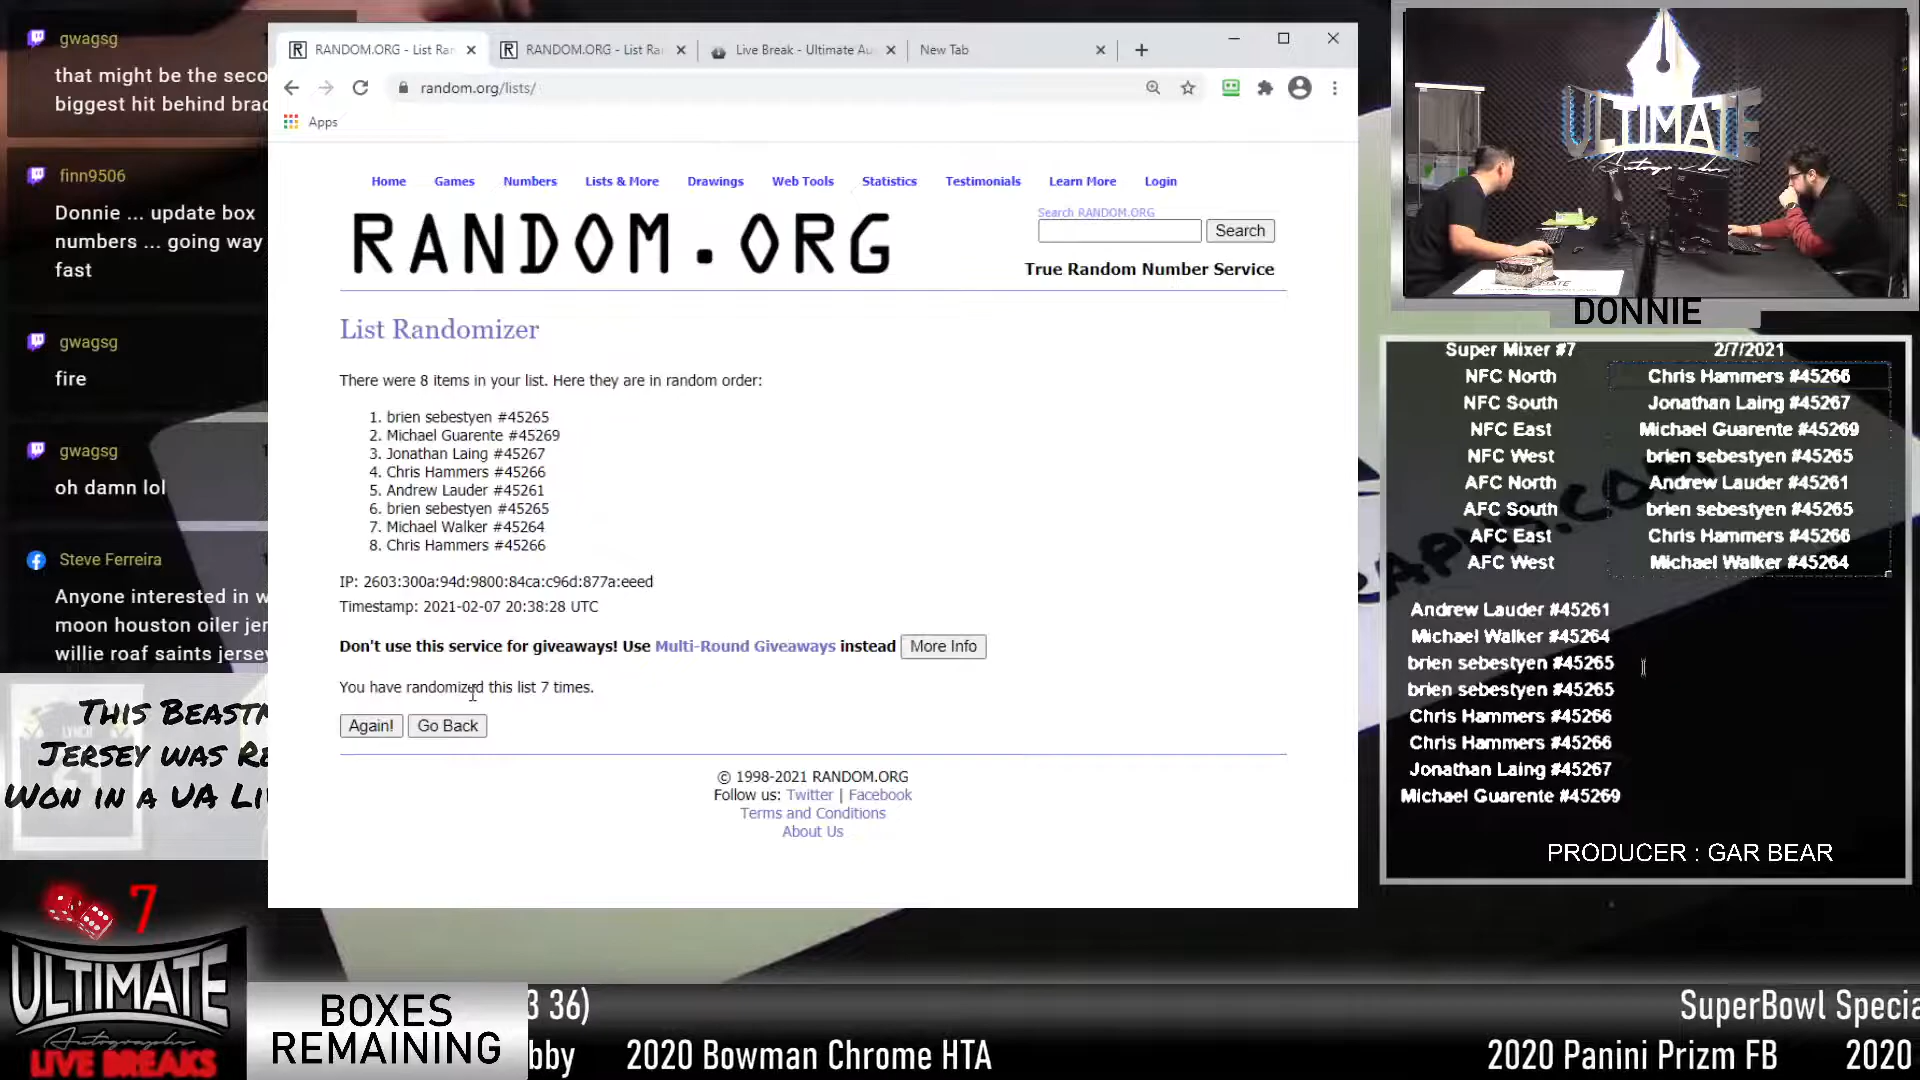 gwagsg
that might be the seco
biggest hit behind brad
finn9506
Donnie ... update box
numbers ... going way
fast
gwagsg
fire
gwagsg
oh damn lol
Steve Ferreira
Anyone interested in w
moon houston oiler jer
willie roaf saints jersey
THIS BEASTM
JERSEY WAS RE
WON IN A UA LI
7
ULTIMATE
Autographs
LIVE BREAKS
RANDOM.ORG - List Ran
RANDOM.ORG - List Ra
Live Break - Ultimate Au
New Tab
random.org/lists/
Apps
Home Games Numbers Lists & More Drawings Web Tools Statistics Testimonials Learn More Login
RANDOM.ORG
Search RANDOM.ORG
Search
True Random Number Service
List Randomizer
There were 8 items in your list. Here they are in random order:
1. brien sebestyen #45265
2. Michael Guarente #45269
3. Jonathan Laing #45267
4. Chris Hammers #45266
5. Andrew Lauder #45261
6. brien sebestyen #45265
7. Michael Walker #45264
8. Chris Hammers #45266
IP: 2603:300a:94d:9800:84ca:c96d:877a:eeed
Timestamp: 2021-02-07 20:38:28 UTC
Don't use this service for giveaways! Use Multi-Round Giveaways instead More Info
You have randomized this list 7 times.
Again! Go Back
© 1998-2021 RANDOM.ORG
Follow us: Twitter | Facebook
Terms and Conditions
About Us
ULTIMATE
Autographs
DONNIE
Super Mixer #7 2/7/2021
NFC North Chris Hammers #45266
NFC South Jonathan Laing #45267
NFC East Michael Guarente #45269
NFC West brien sebestyen #45265
AFC North Andrew Lauder #45261
AFC South brien sebestyen #45265
AFC East Chris Hammers #45266
AFC West Michael Walker #45264
Andrew Lauder #45261
Michael Walker #45264
brien sebestyen #45265
brien sebestyen #45265
Chris Hammers #45266
Chris Hammers #45266
Jonathan Laing #45267
Michael Guarente #45269
PRODUCER : GAR BEAR
BOXES
REMAINING
3 36) SuperBowl Specia
bby 2020 Bowman Chrome HTA 2020 Panini Prizm FB 2020